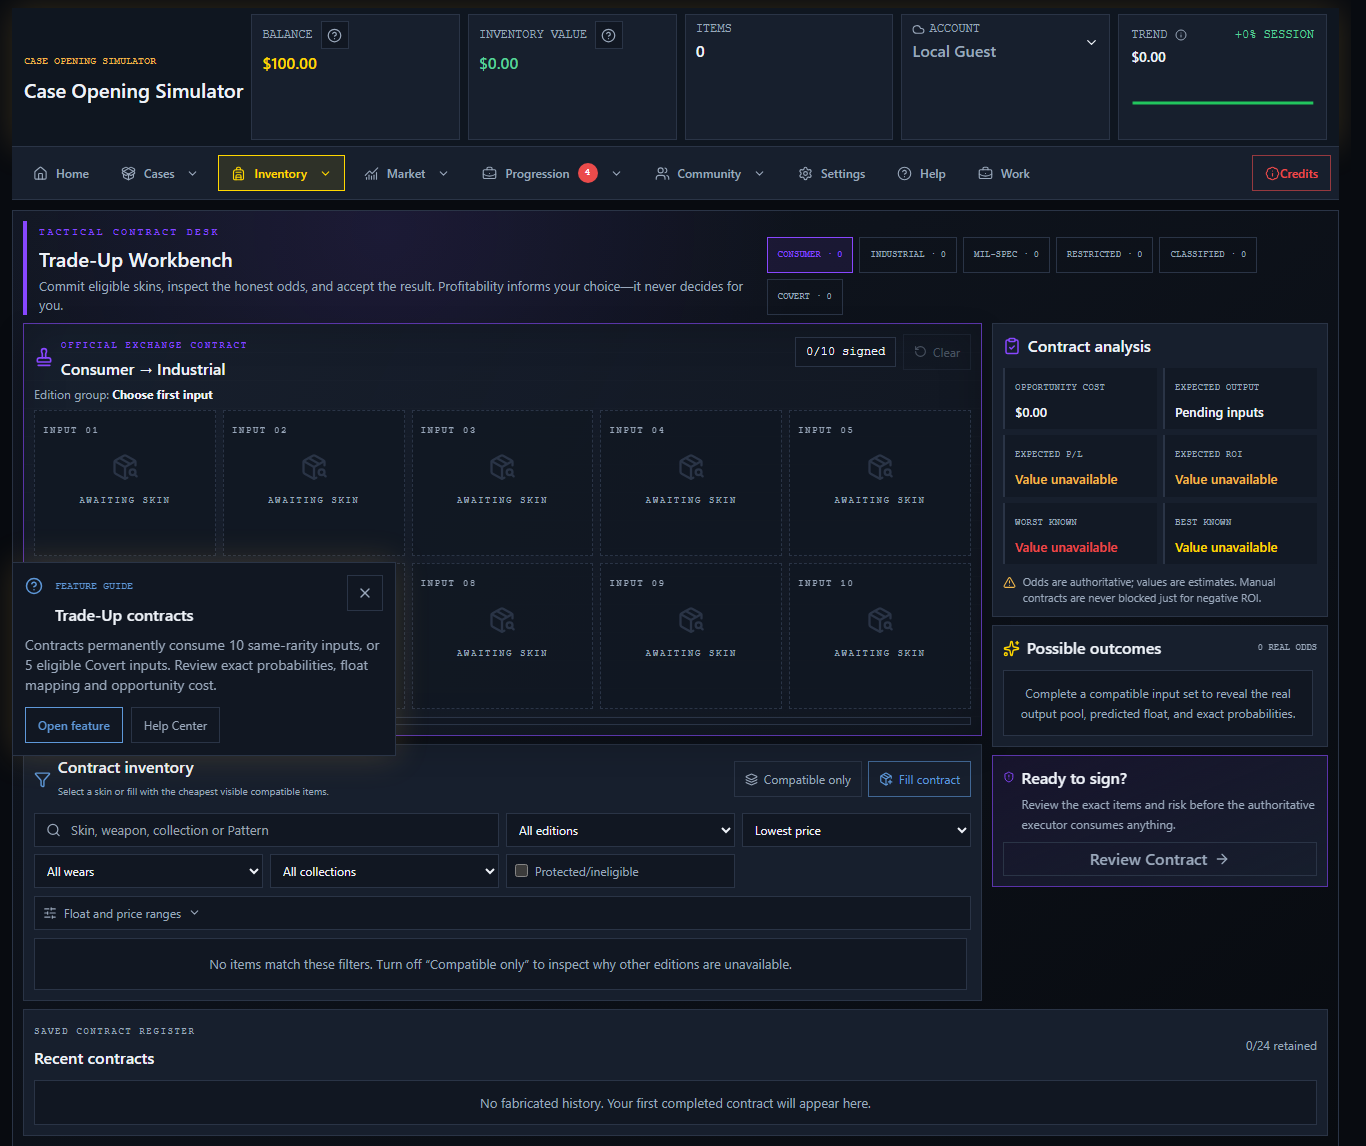 CASE OPENING SIMULATOR
Case Opening Simulator
BALANCE
$100.00
INVENTORY VALUE
$0.00
ITEMS
0
ACCOUNT
Local Guest
TREND
+0% SESSION
$0.00
Home
Cases
Inventory
Market
Progression
4
Community
Settings
Help
Work
Credits
TACTICAL CONTRACT DESK
Trade-Up Workbench
Commit eligible skins, inspect the honest odds, and accept the result. Profitability informs your choice—it never decides for
you.
CONSUMER · 0
INDUSTRIAL · 0
MIL-SPEC · 0
RESTRICTED · 0
CLASSIFIED · 0
COVERT · 0
OFFICIAL EXCHANGE CONTRACT
Consumer → Industrial
0/10 signed
Clear
Edition group: Choose first input
INPUT 01
AWAITING SKIN
INPUT 02
AWAITING SKIN
INPUT 03
AWAITING SKIN
INPUT 04
AWAITING SKIN
INPUT 05
AWAITING SKIN
INPUT 08
AWAITING SKIN
INPUT 09
AWAITING SKIN
INPUT 10
AWAITING SKIN
FEATURE GUIDE
Trade-Up contracts
Contracts permanently consume 10 same-rarity inputs, or
5 eligible Covert inputs. Review exact probabilities, float
mapping and opportunity cost.
Open feature
Help Center
Contract inventory
Select a skin or fill with the cheapest visible compatible items.
Compatible only
Fill contract
Skin, weapon, collection or Pattern
All editions
Lowest price
All wears
All collections
Protected/ineligible
Float and price ranges
No items match these filters. Turn off “Compatible only” to inspect why other editions are unavailable.
Contract analysis
OPPORTUNITY COST
$0.00
EXPECTED OUTPUT
Pending inputs
EXPECTED P/L
Value unavailable
EXPECTED ROI
Value unavailable
WORST KNOWN
Value unavailable
BEST KNOWN
Value unavailable
Odds are authoritative; values are estimates. Manual
contracts are never blocked just for negative ROI.
Possible outcomes
0 REAL ODDS
Complete a compatible input set to reveal the real
output pool, predicted float, and exact probabilities.
Ready to sign?
Review the exact items and risk before the authoritative
executor consumes anything.
Review Contract →
SAVED CONTRACT REGISTER
Recent contracts
0/24 retained
No fabricated history. Your first completed contract will appear here.